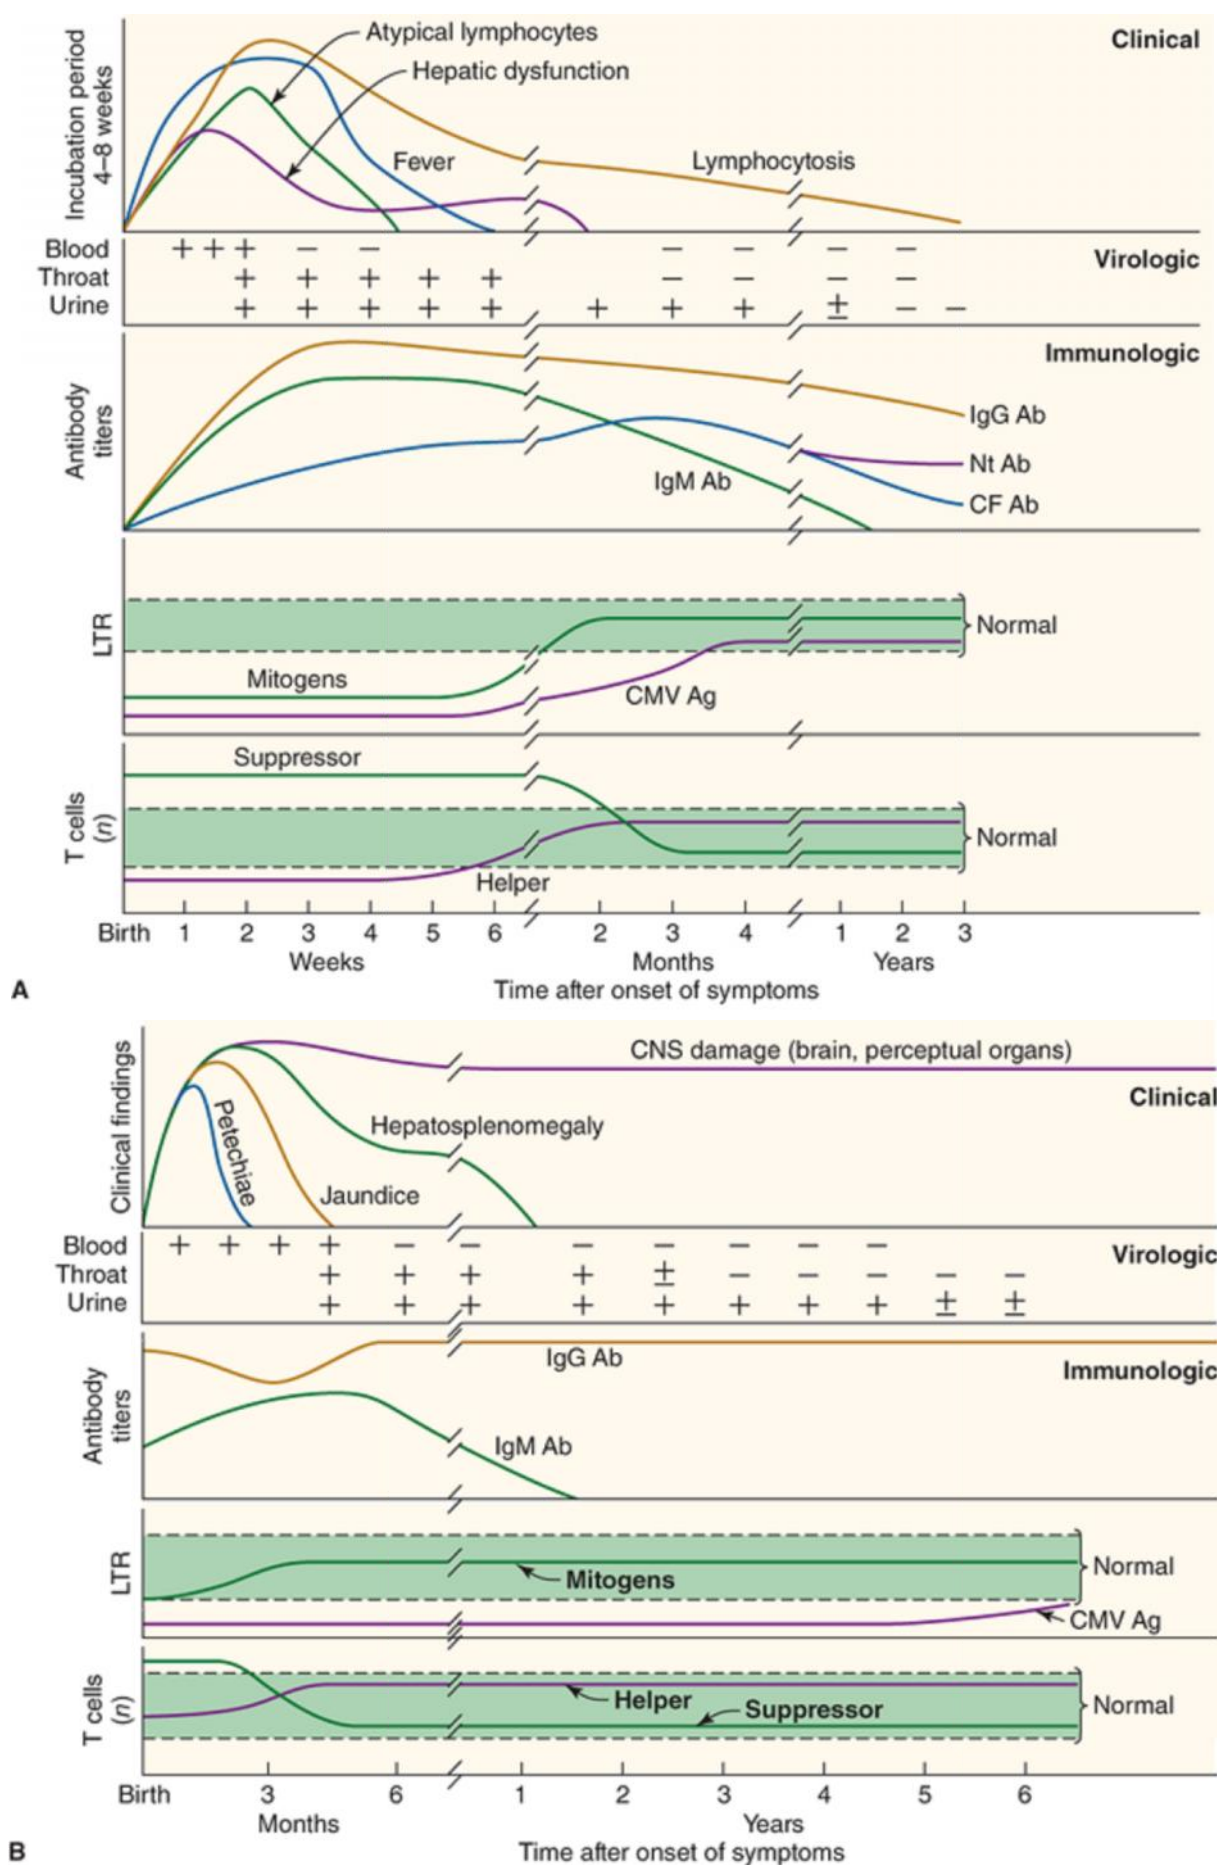 Clinical
Incubation period
4–8 weeks
Atypical lymphocytes
Hepatic dysfunction
Fever
Lymphocytosis
Virologic
Blood + + + – – – – – –
Throat + + + + + – – – –
Urine + + + + + + + + ± – –
Immunologic
Antibody
titers
IgG Ab
Nt Ab
CF Ab
IgM Ab
LTR
Normal
Mitogens
CMV Ag
Suppressor
T cells
(n)
Normal
Helper
Birth 1 2 3 4 5 6 2 3 4 1 2 3
Weeks Months Years
A Time after onset of symptoms
Clinical findings
CNS damage (brain, perceptual organs)
Clinical
Petechiae
Hepatosplenomegaly
Jaundice
Virologic
Blood + + + + – – – – – – –
Throat + + + + ± – – – – –
Urine + + + + + + + + ± ±
Antibody
titers
IgG Ab
Immunologic
IgM Ab
LTR
Normal
Mitogens
CMV Ag
T cells
(n)
Helper
Suppressor
Normal
Birth 3 6 1 2 3 4 5 6
Months Years
B Time after onset of symptoms